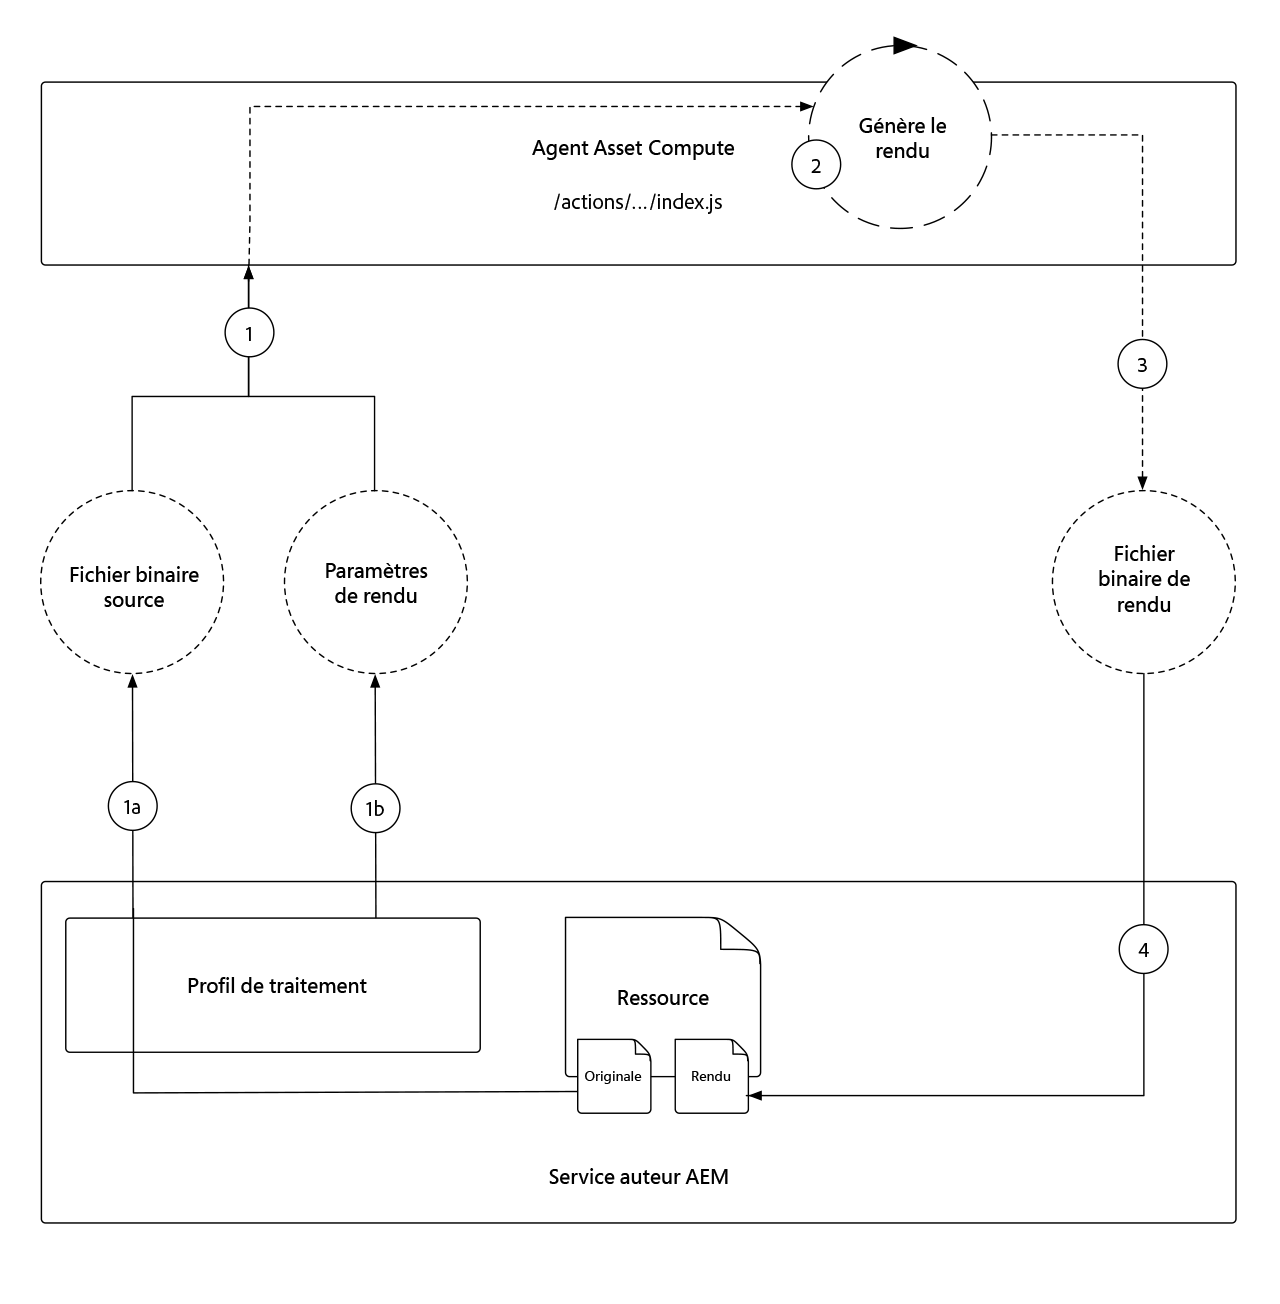 Génère le
rendu
2
Agent Asset Compute
/actions/.../index.js
1
3
Fichier binaire
source
Paramètres
de rendu
Fichier
binaire de
rendu
1a
1b
4
Profil de traitement
Ressource
Originale
Rendu
Service auteur AEM